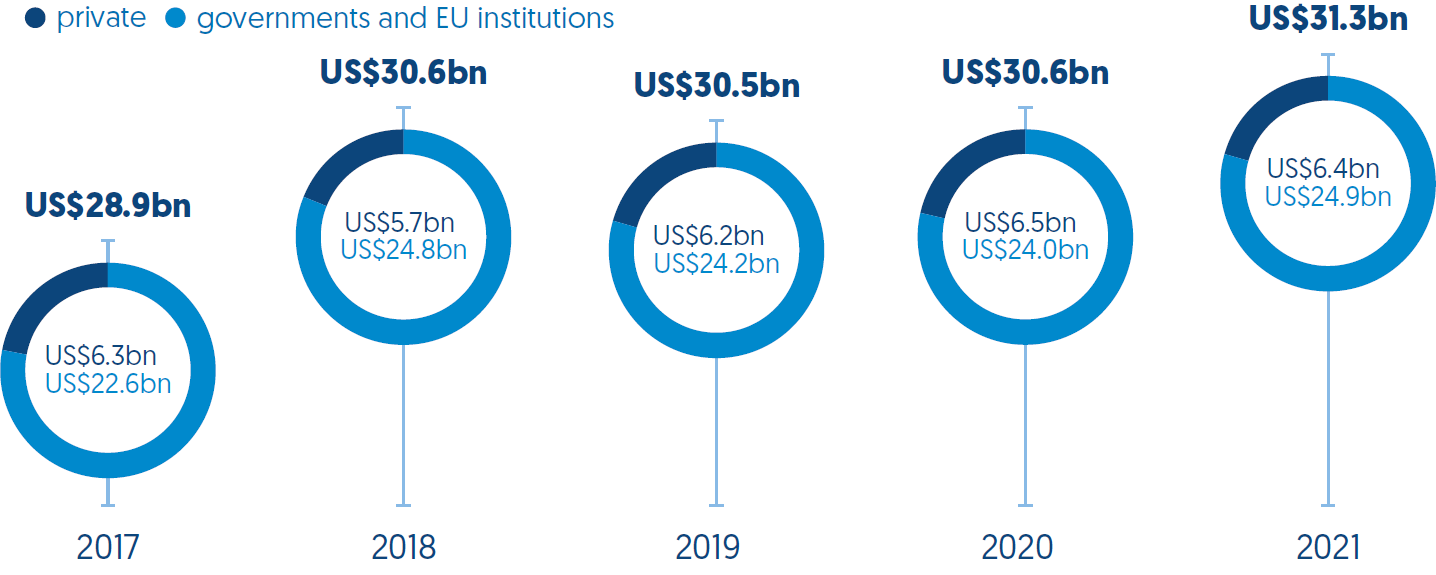 private governments and EU institutions
US$28.9bn
US$6.3bn
US$22.6bn
2017
US$30.6bn
US$5.7bn
US$24.8bn
2018
US$30.5bn
US$6.2bn
US$24.2bn
2019
US$30.6bn
US$6.5bn
US$24.0bn
2020
US$31.3bn
US$6.4bn
US$24.9bn
2021